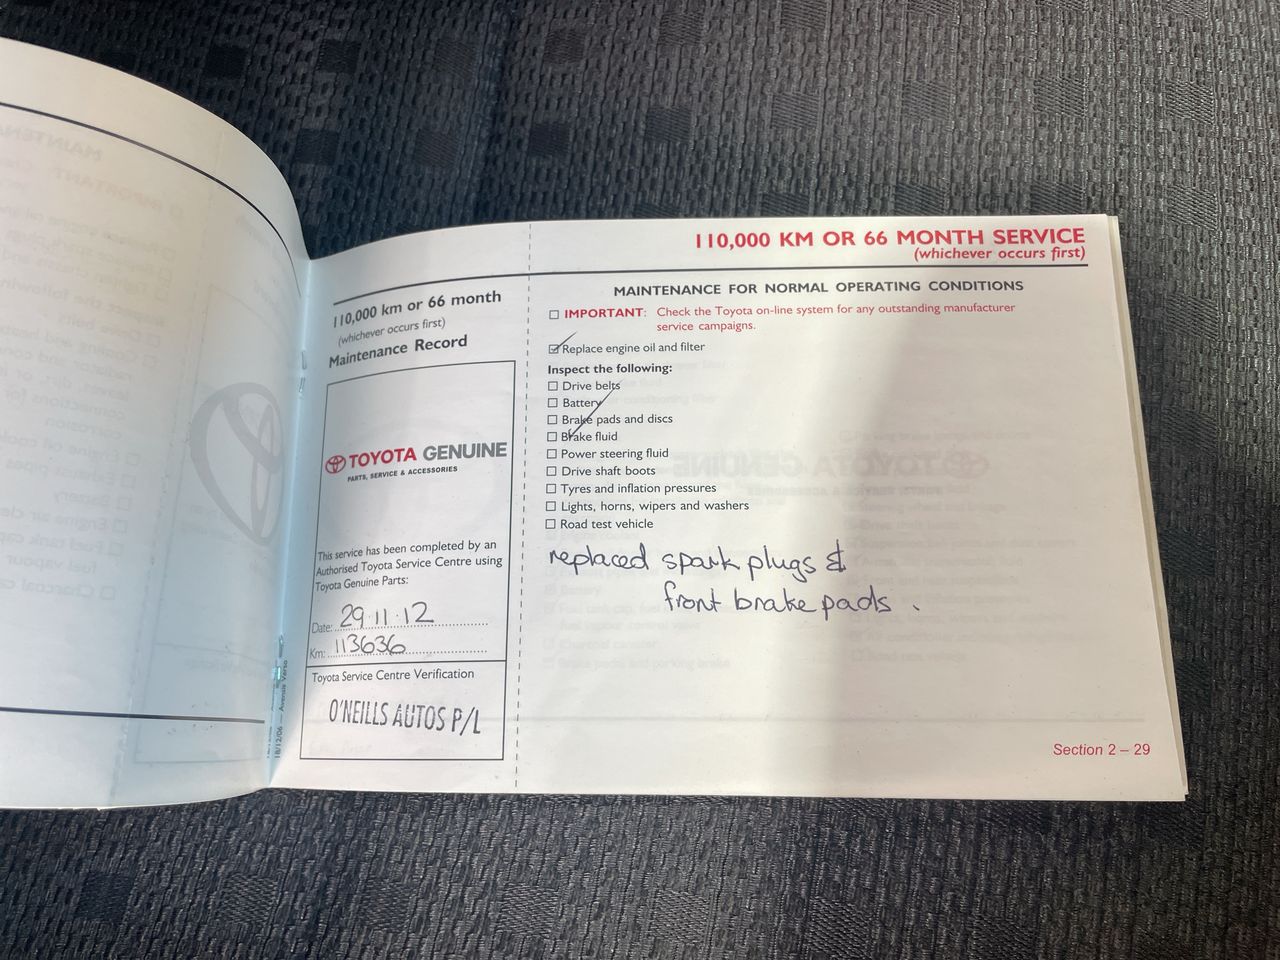 110,000 km or 66 month
(whichever occurs first)
Maintenance Record
TOYOTA GENUINE
PARTS, SERVICE & ACCESSORIES
This service has been completed by an
Authorised Toyota Service Centre using
Toyota Genuine Parts:
Date: 29.11.12
Km: 113636
Toyota Service Centre Verification
O'NEILLS AUTOS P/L
18/12/06 — Avensis Verso
110,000 KM OR 66 MONTH SERVICE
(whichever occurs first)
MAINTENANCE FOR NORMAL OPERATING CONDITIONS
IMPORTANT: Check the Toyota on-line system for any outstanding manufacturer
service campaigns.
Replace engine oil and filter
Inspect the following:
Drive belts
Battery
Brake pads and discs
Brake fluid
Power steering fluid
Drive shaft boots
Tyres and inflation pressures
Lights, horns, wipers and washers
Road test vehicle
replaced spark plugs &
front brake pads .
Section 2 – 29